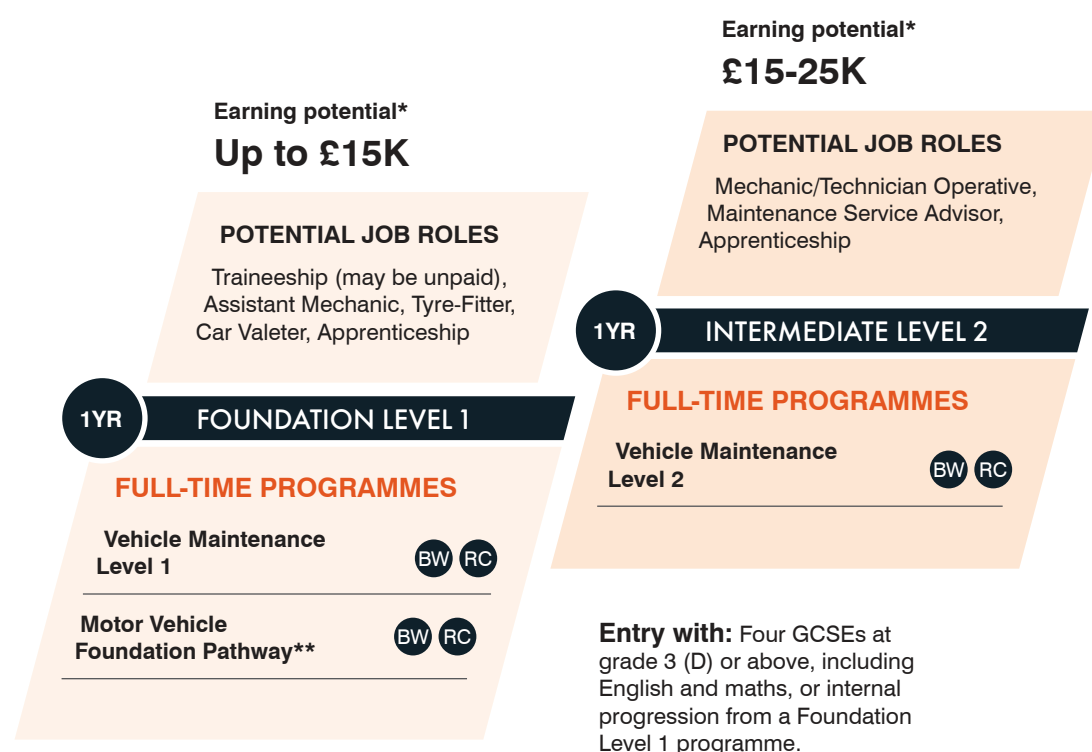 Earning potential*
Up to £15K
POTENTIAL JOB ROLES
Traineeship (may be unpaid),
Assistant Mechanic, Tyre-Fitter,
Car Valeter, Apprenticeship
1YR
FOUNDATION LEVEL 1
FULL-TIME PROGRAMMES
Vehicle Maintenance
Level 1
BW RC
Motor Vehicle
Foundation Pathway**
BW RC
Earning potential*
£15-25K
POTENTIAL JOB ROLES
Mechanic/Technician Operative,
Maintenance Service Advisor,
Apprenticeship
1YR
INTERMEDIATE LEVEL 2
FULL-TIME PROGRAMMES
Vehicle Maintenance
Level 2
BW RC
Entry with: Four GCSEs at
grade 3 (D) or above, including
English and maths, or internal
progression from a Foundation
Level 1 programme.